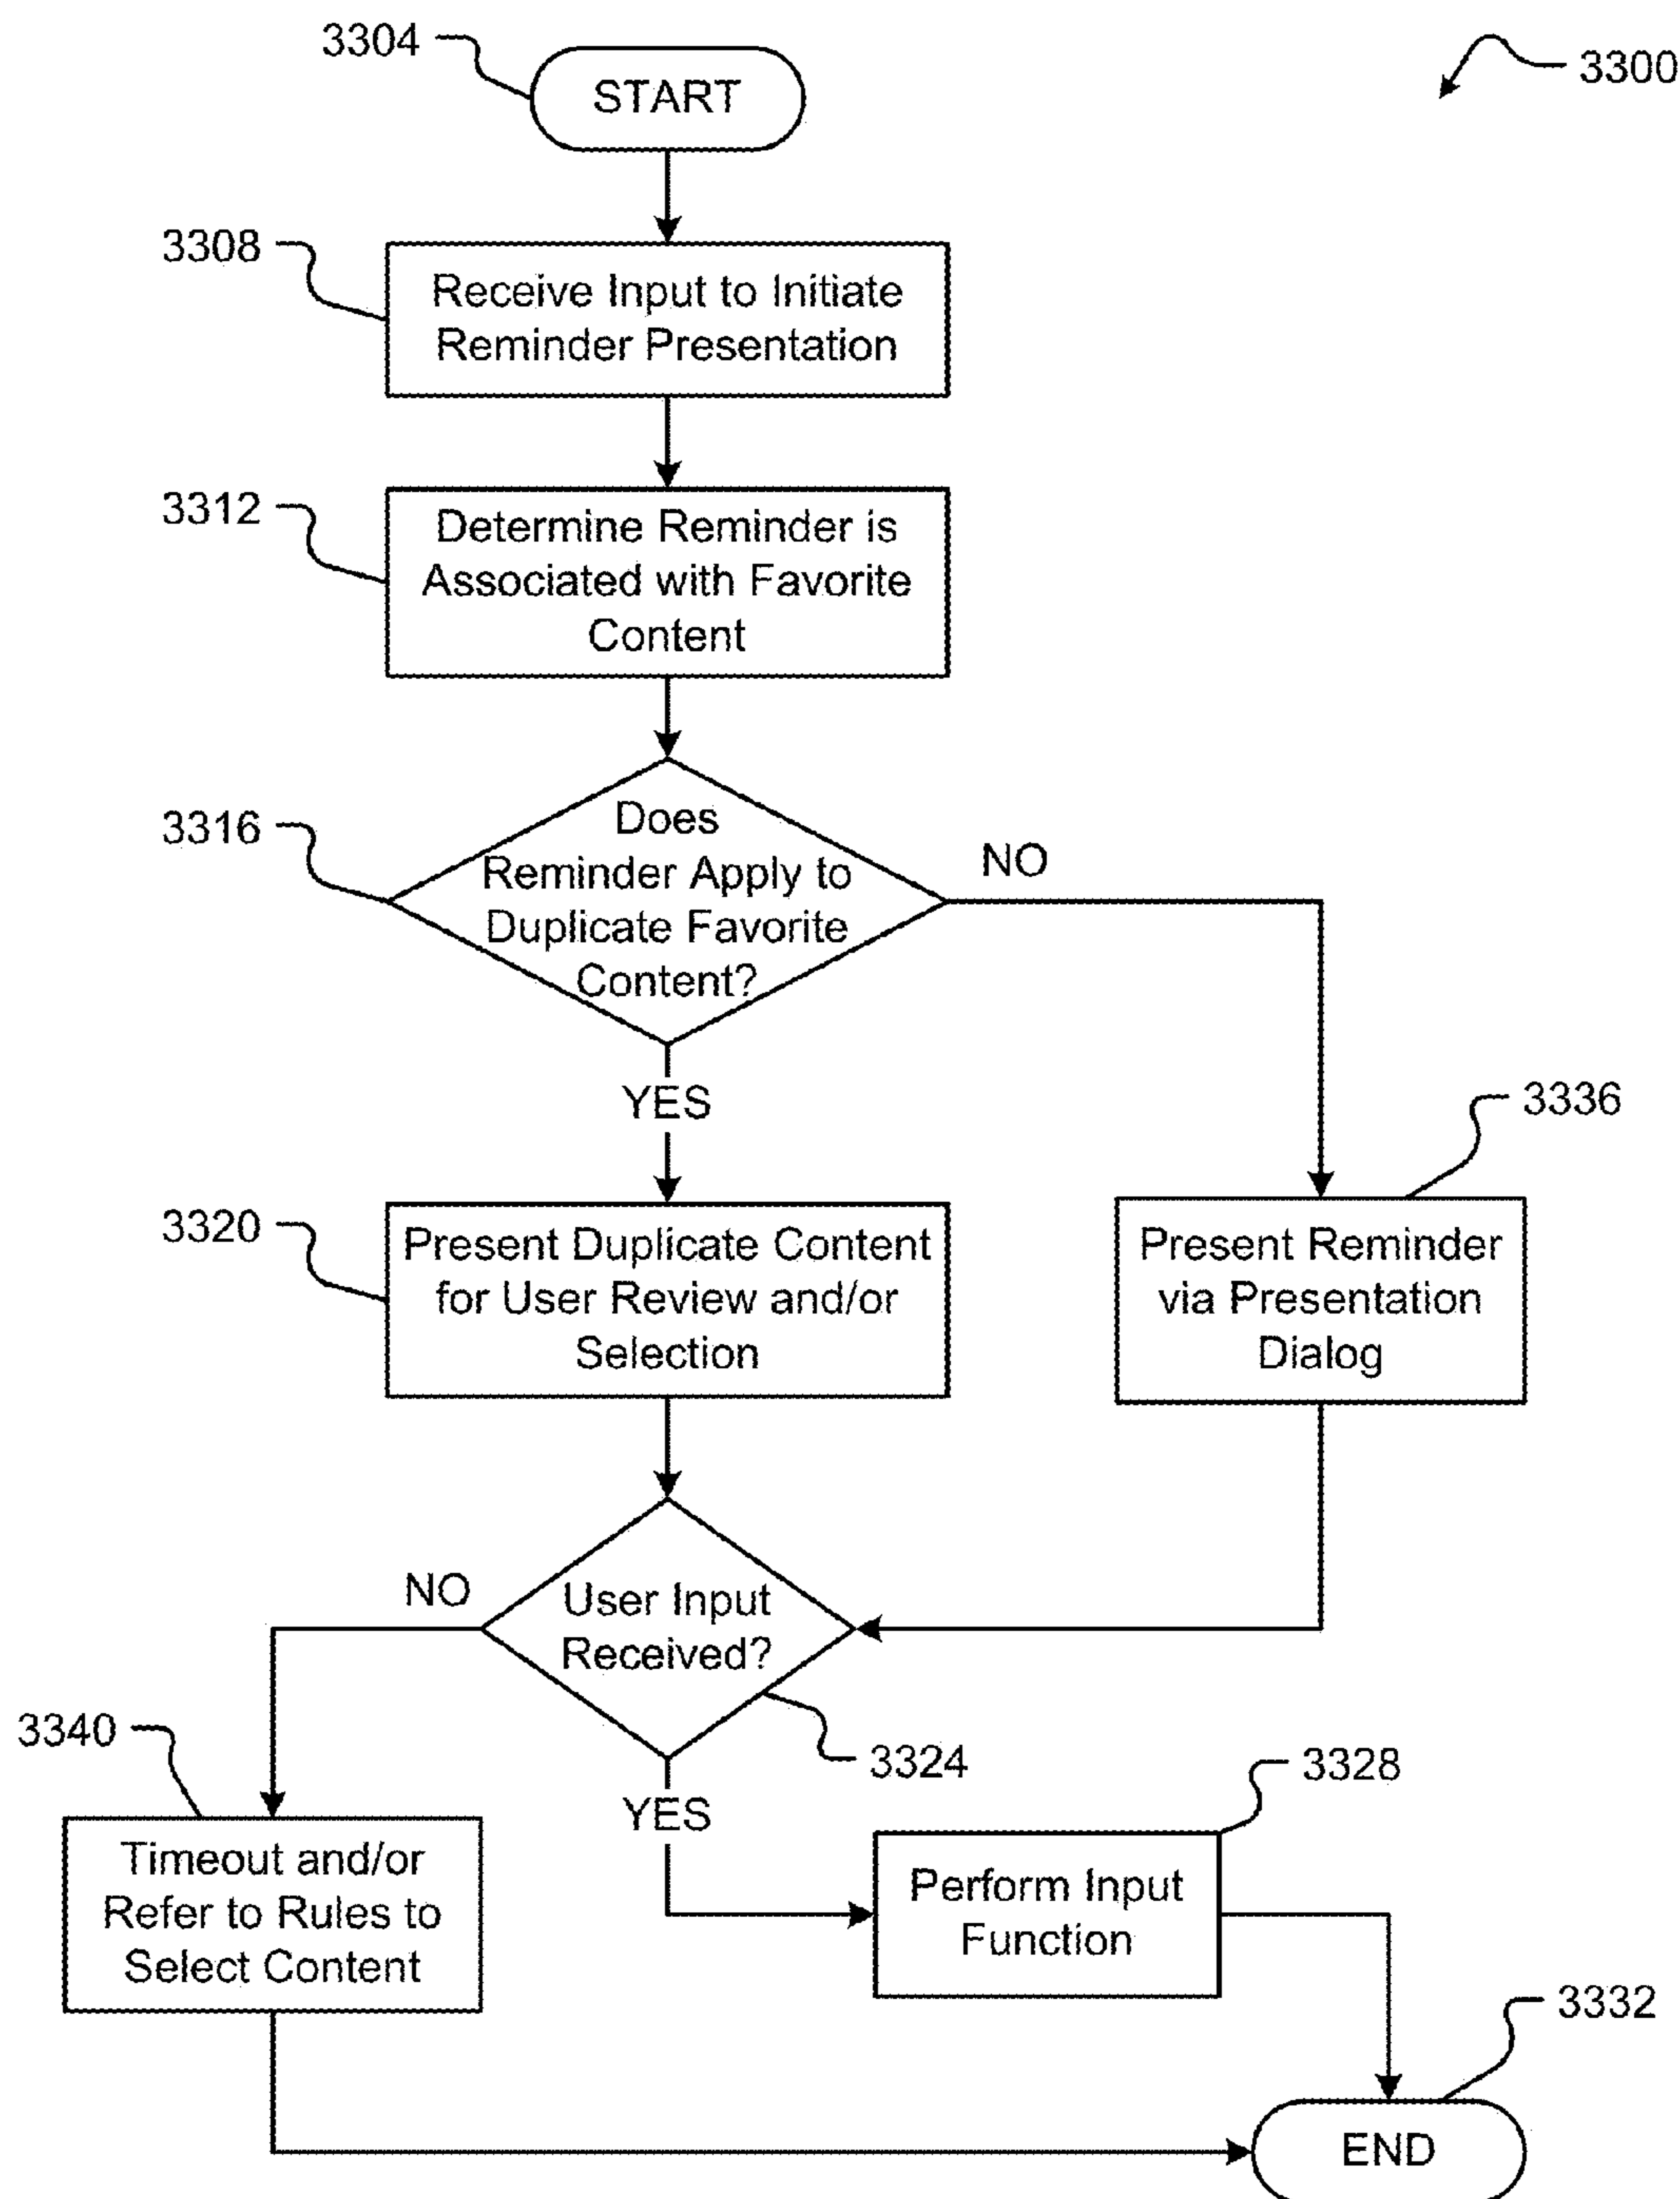 3304
START
3300
3308
Receive Input to Initiate
Reminder Presentation
3312
Determine Reminder is
Associated with Favorite
Content
3316
Does
Reminder Apply to
Duplicate Favorite
Content?
NO
YES
3336
3320
Present Duplicate Content
for User Review and/or
Selection
Present Reminder
via Presentation
Dialog
NO
User Input
Received?
3340
3324
3328
YES
Timeout and/or
Refer to Rules to
Select Content
Perform Input
Function
3332
END